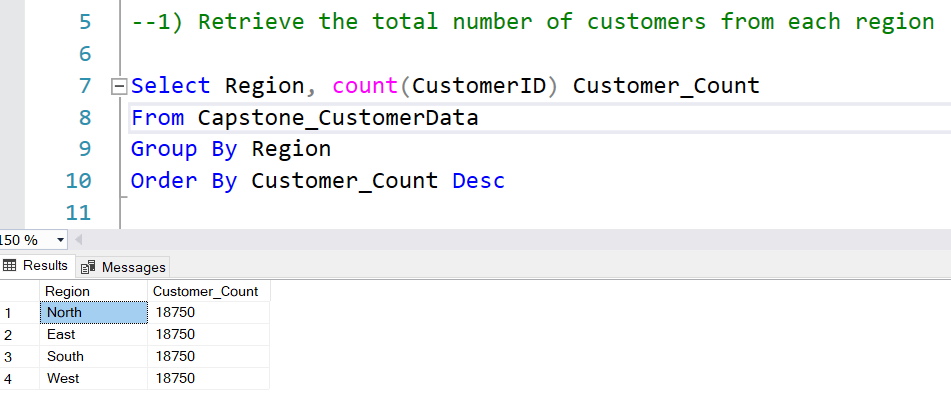 5 --1) Retrieve the total number of customers from each region
6
7 Select Region, count(CustomerID) Customer_Count
8 From Capstone_CustomerData
9 Group By Region
10 Order By Customer_Count Desc
11
150 %
Results Messages
Region Customer_Count
1 North 18750
2 East 18750
3 South 18750
4 West 18750